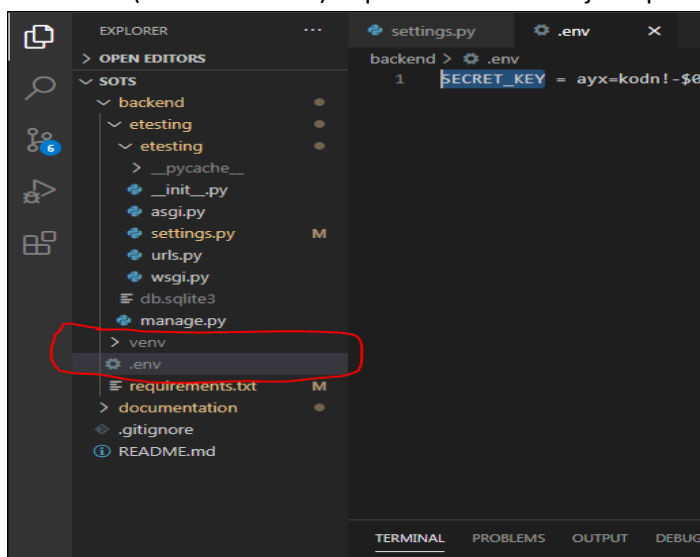 EXPLORER
OPEN EDITORS
SOTS
backend
etesting
etesting
__pycache__
__init__.py
asgi.py
settings.py M
urls.py
wsgi.py
db.sqlite3
manage.py
venv
.env
requirements.txt M
documentation
.gitignore
README.md
6
settings.py
.env
backend > .env
1 SECRET_KEY = ayx=kodn!-$0
TERMINAL PROBLEMS OUTPUT DEBUG